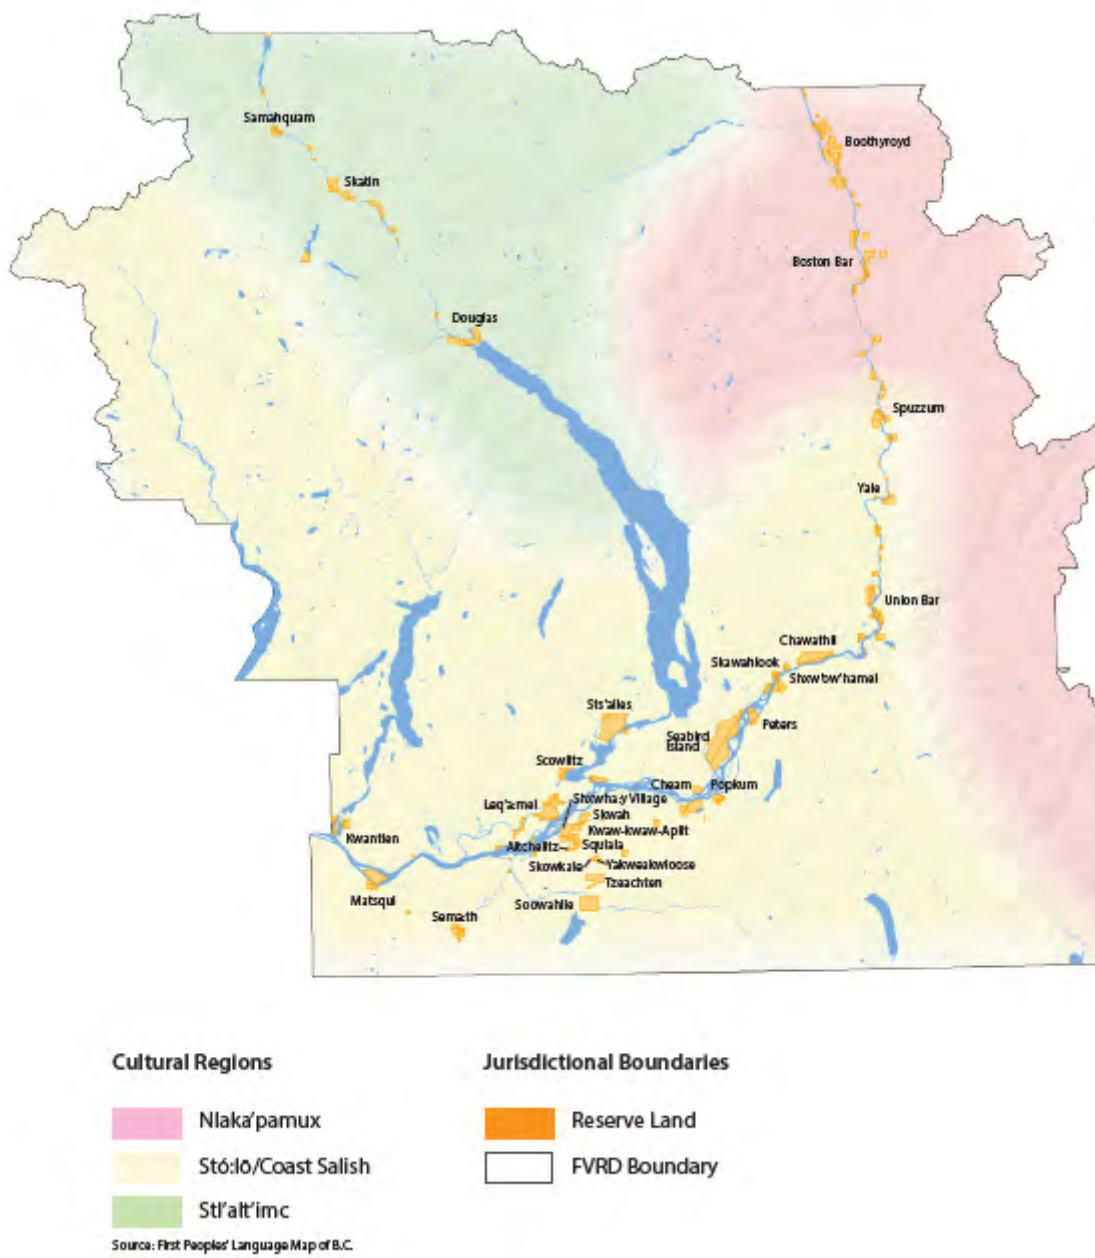 Samahquam
Boothyroyd
Skatin
Boston Bar
Douglas
Spuzzum
Yale
Union Bar
Chawathil
Skawahlook
Shxw'ow'hamel
Sts'ailes
Peters
Seabird
Island
Scowlitz
Cheam
Popkum
Shxwha:y Village
Leq'a:mel
Skwah
Kwaw-kwaw-Apilt
Kwantlen
Aitchelitz
Squiala
Skowkale
Yakweakwioose
Tzeachten
Matsqui
Soowahlie
Semath
Cultural Regions
Jurisdictional Boundaries
Nlaka'pamux
Reserve Land
Stó:lō/Coast Salish
FVRD Boundary
Stl'alt'imc
Source: First Peoples' Language Map of B.C.